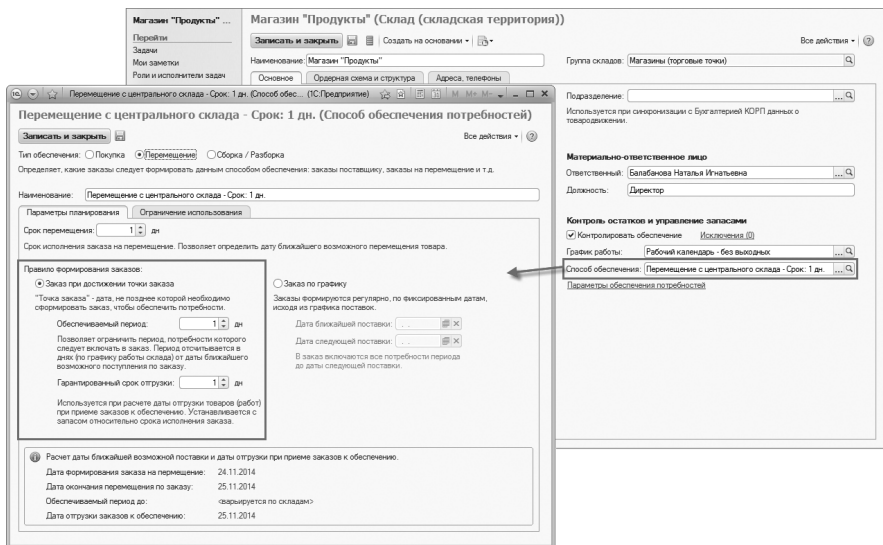 Магазин "Продукты" ...
Перейти
Задачи
Мои заметки
Роли и исполнители задач
Магазин "Продукты" (Склад (складская территория))
Записать и закрыть Создать на основании
Все действия
Наименование: Магазин "Продукты"
Группа складов: Магазины (торговые точки)
Основное Ордерная схема и структура Адреса, телефоны
Подразделение:
Используется при синхронизации с Бухгалтерией КОРП данных о
товародвижении.
Материально-ответственное лицо
Ответственный: Балабанова Наталья Игнатьевна
Должность: Директор
Контроль остатков и управление запасами
Контролировать обеспечение Исключения (0)
График работы: Рабочий календарь - без выходных
Способ обеспечения: Перемещение с центрального склада - Срок: 1 дн.
Параметры обеспечения потребностей
Перемещение с центрального склада - Срок: 1 дн. (Способ обес... (1С:Предприятие) M M+ M-
Перемещение с центрального склада - Срок: 1 дн. (Способ обеспечения потребностей)
Записать и закрыть
Все действия
Тип обеспечения: Покупка Перемещение Сборка / Разборка
Определяет, какие заказы следует формировать данным способом обеспечения: заказы поставщику, заказы на перемещение и т.д.
Наименование: Перемещение с центрального склада - Срок: 1 дн.
Параметры планирования Ограничение использования
Срок перемещения: 1 дн
Срок исполнения заказа на перемещение. Позволяет определить дату ближайшего возможного перемещения товара.
Правило формирования заказов:
Заказ при достижении точки заказа
"Точка заказа" - дата, не позднее которой необходимо
сформировать заказ, чтобы обеспечить потребности.
Обеспечиваемый период: 1 дн
Позволяет ограничить период, потребности которого
следует включать в заказ. Период отсчитывается в
днях (по графику работы склада) от даты ближайшего
возможного поступления по заказу.
Гарантированный срок отгрузки: 1 дн
Используется при расчете даты отгрузки товаров (работ)
при приеме заказов к обеспечению. Устанавливается с
запасом относительно срока исполнения заказа.
Заказ по графику
Заказы формируются регулярно, по фиксированным датам,
исходя из графика поставок.
Дата ближайшей поставки: . .
Дата следующей поставки: . .
В заказ включаются все потребности периода
до даты следующей поставки.
Расчет даты ближайшей возможной поставки и даты отгрузки при приеме заказов к обеспечению.
Дата формирования заказа на пермещение: 24.11.2014
Дата окончания перемещения по заказу: 25.11.2014
Обеспечиваемый период до: <варьируется по складам>
Дата отгрузки заказов к обеспечению: 25.11.2014